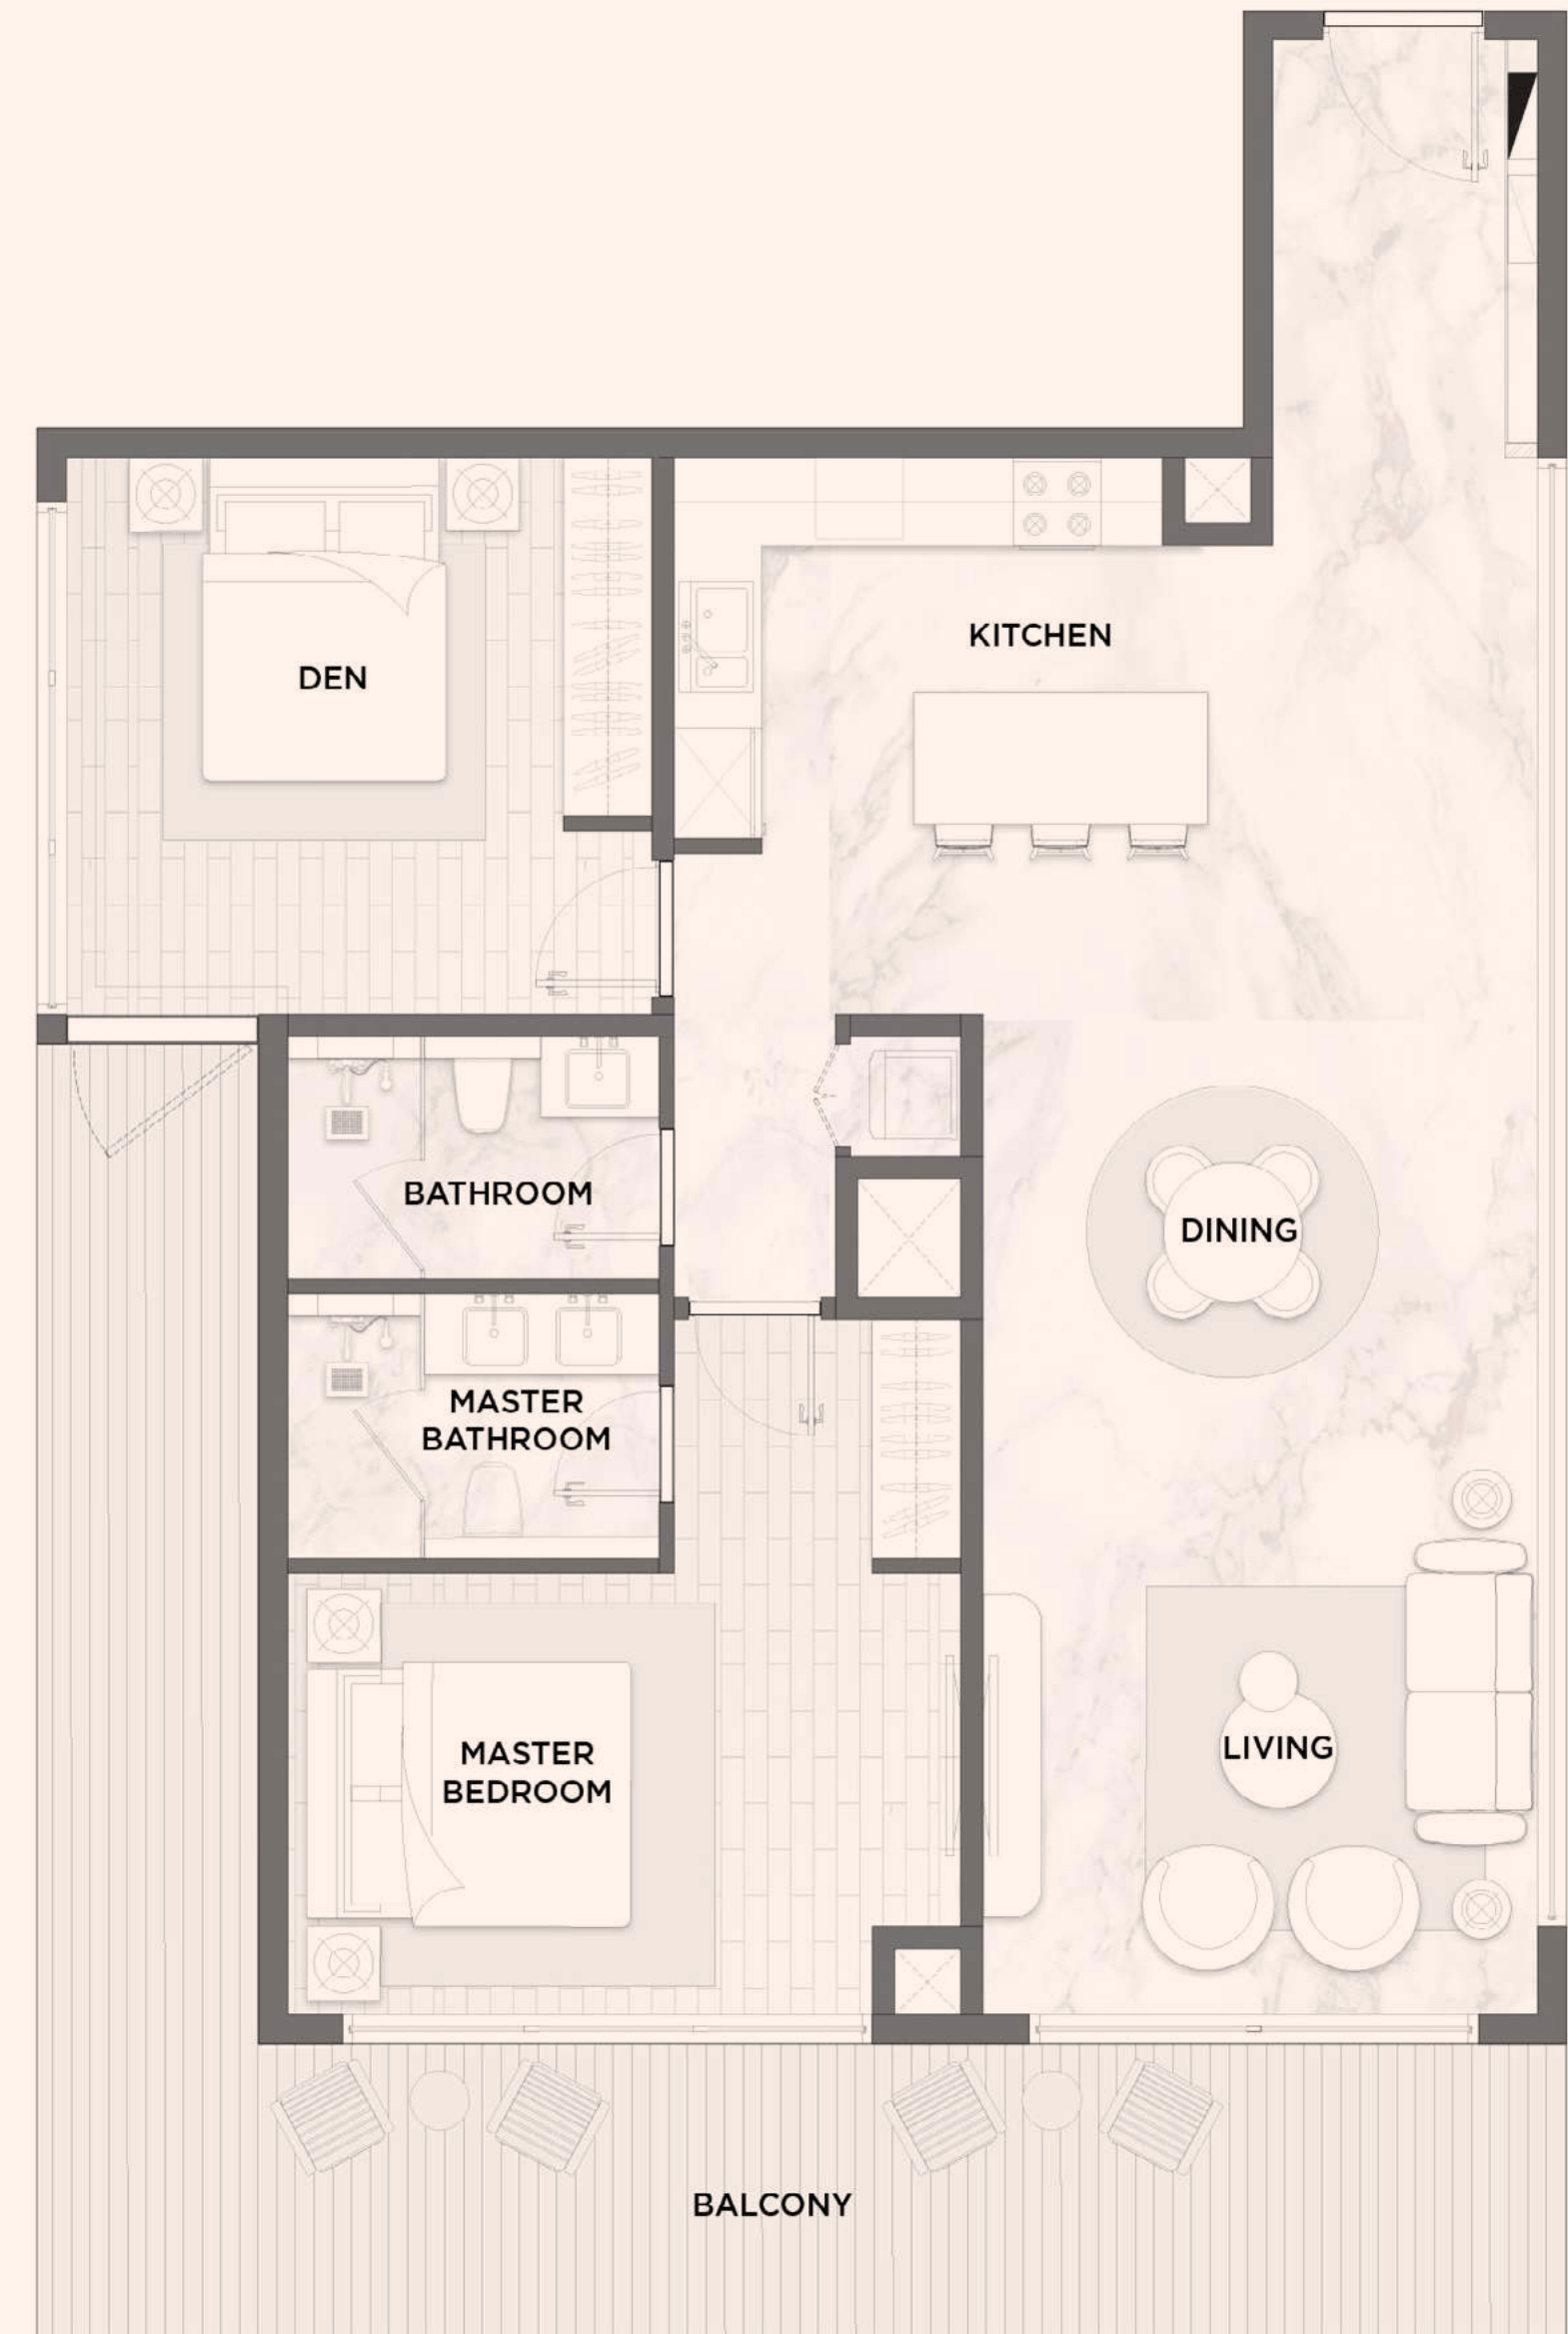 KITCHEN
DEN
BATHROOM
DINING
MASTER
BATHROOM
MASTER
BEDROOM
LIVING
BALCONY